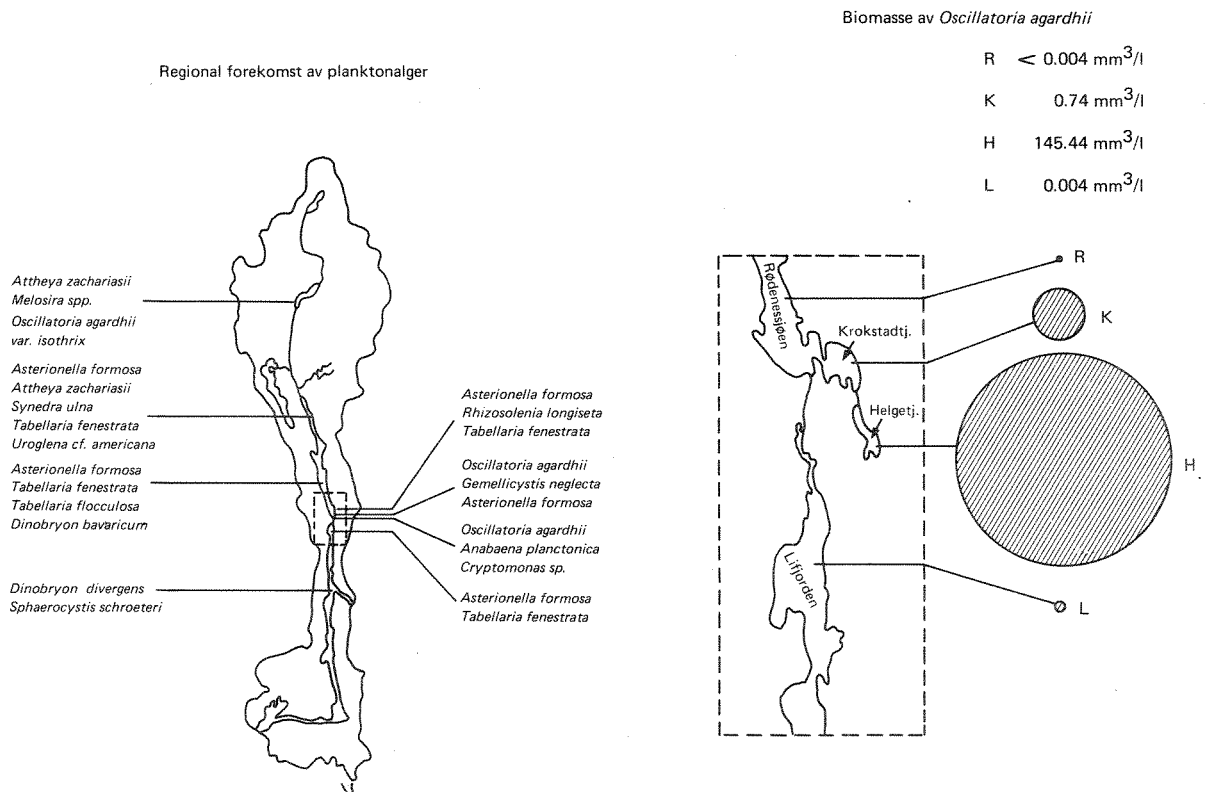 Regional forekomst av planktonalger
Attheya zachariasii
Melosira spp.
Oscillatoria agardhii
var. isothrix
Asterionella formosa
Attheya zachariasii
Synedra ulna
Tabellaria fenestrata
Uroglena cf. americana
Asterionella formosa
Tabellaria fenestrata
Tabellaria flocculosa
Dinobryon bavaricum
Dinobryon divergens
Sphaerocystis schroeteri
Asterionella formosa
Rhizosolenia longiseta
Tabellaria fenestrata
Oscillatoria agardhii
Gemellicystis neglecta
Asterionella formosa
Oscillatoria agardhii
Anabaena planctonica
Cryptomonas sp.
Asterionella formosa
Tabellaria fenestrata
Biomasse av Oscillatoria agardhii
R < 0.004 mm³/l
K 0.74 mm³/l
H 145.44 mm³/l
L 0.004 mm³/l
Rødenessjøen
Krokstadtj.
Helgetj.
Lifjorden
R
K
H
L